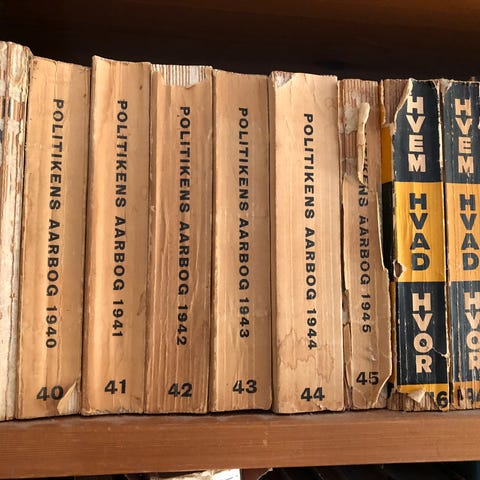 POLITIKENS AARBOG 1940
40
POLITIKENS AARBOG 1941
41
POLITIKENS AARBOG 1942
42
POLITIKENS AARBOG 1943
43
POLITIKENS AARBOG 1944
44
AARBOG 1945
45
HVEM
HVAD
HVOR
6
HVEM
HVAD
HVOR